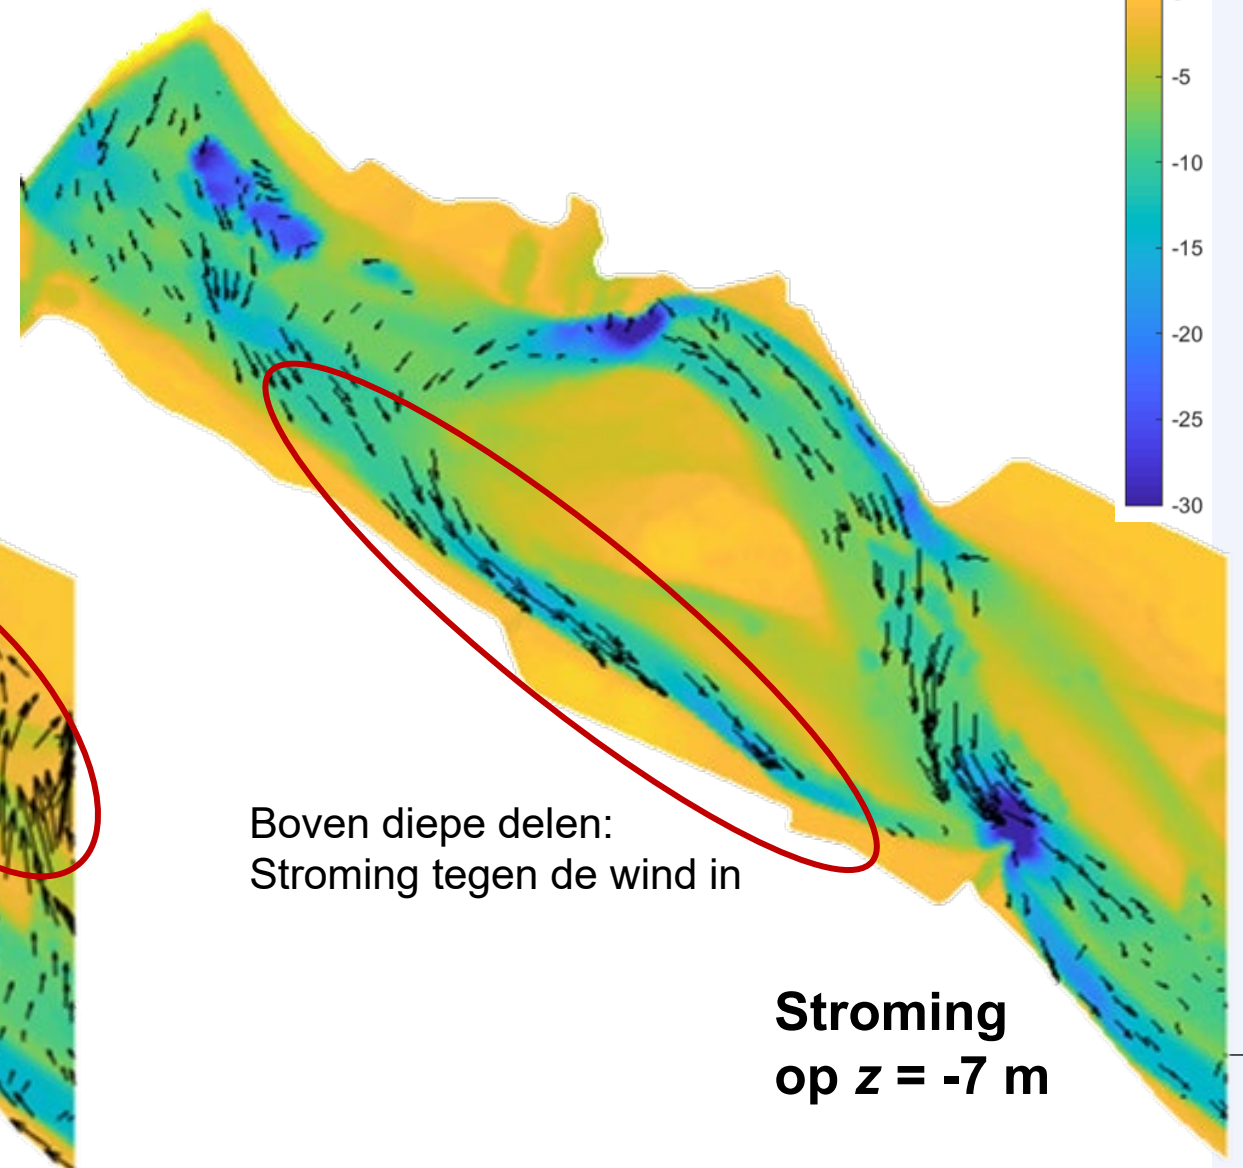 -5
-10
-15
-20
-25
-30
Boven diepe delen:
Stroming tegen de wind in
Stroming
op z = -7 m